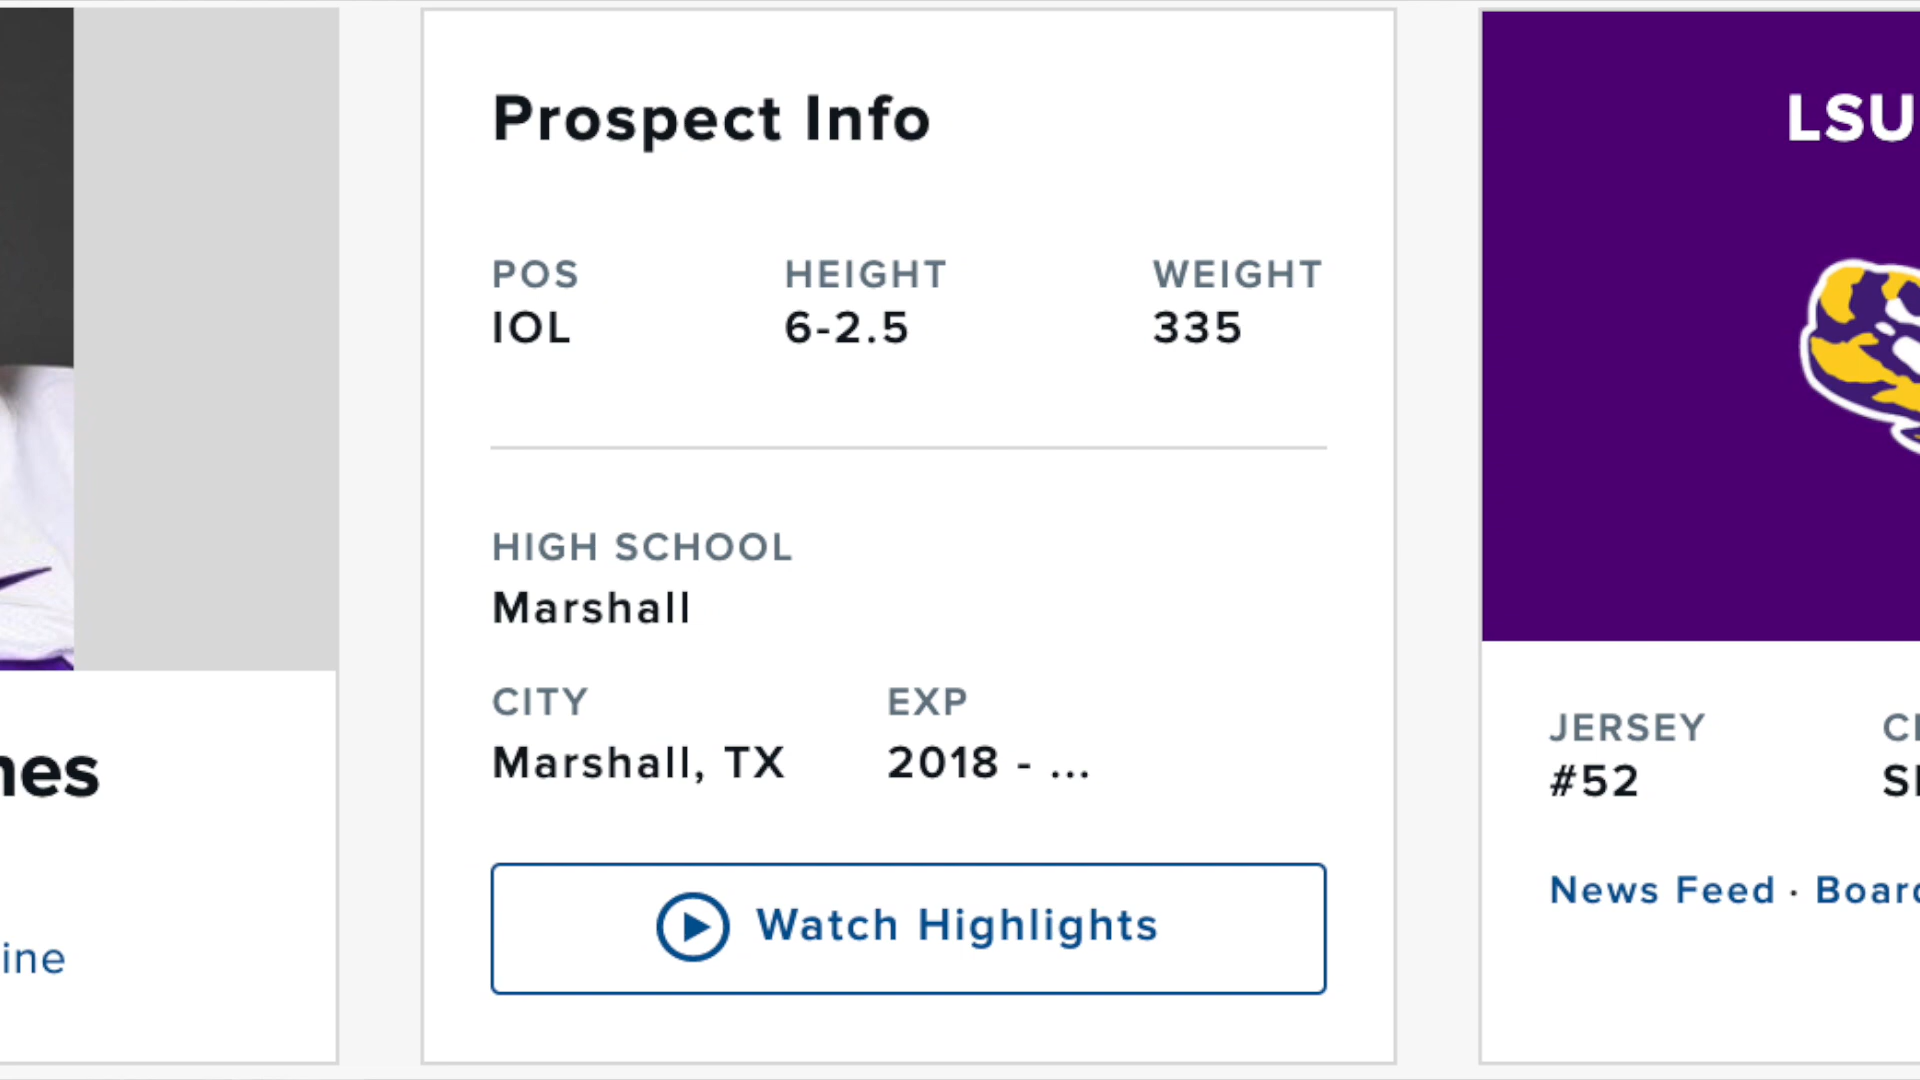 Prospect Info
POS HEIGHT WEIGHT
IOL 6-2.5 335
HIGH SCHOOL
Marshall
CITY EXP
Marshall, TX 2018 - ...
Watch Highlights
nes
ine
LSU
JERSEY
#52
News Feed ·